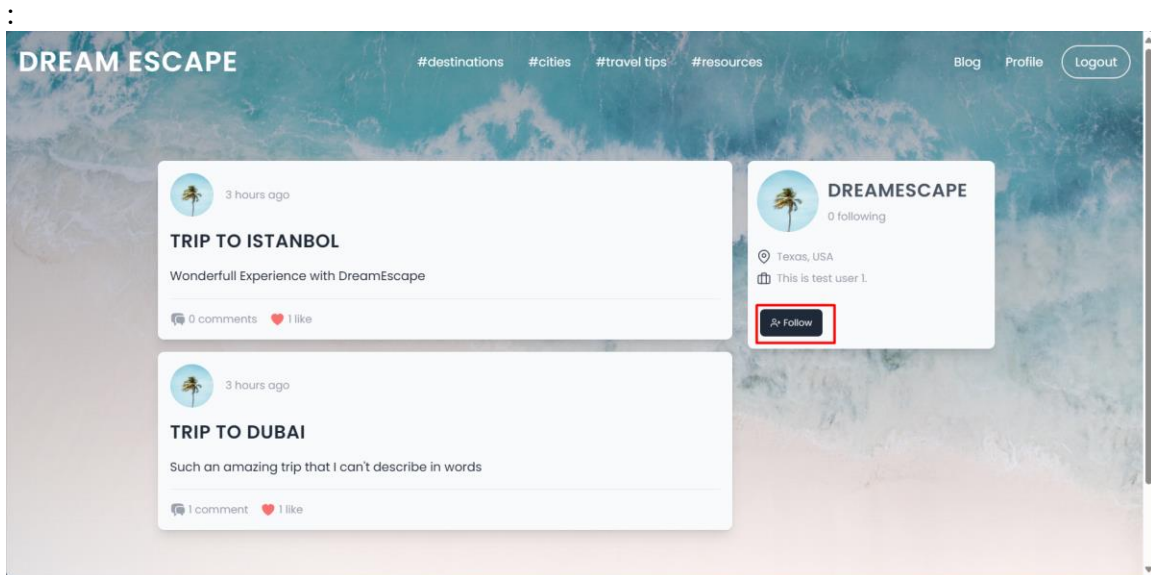 :
DREAM ESCAPE
#destinations #cities #travel tips #resources
Blog Profile Logout
3 hours ago
TRIP TO ISTANBOL
Wonderfull Experience with DreamEscape
0 comments 1 like
3 hours ago
TRIP TO DUBAI
Such an amazing trip that I can't describe in words
1 comment 1 like
DREAMESCAPE
0 following
Texas, USA
This is test user 1.
Follow